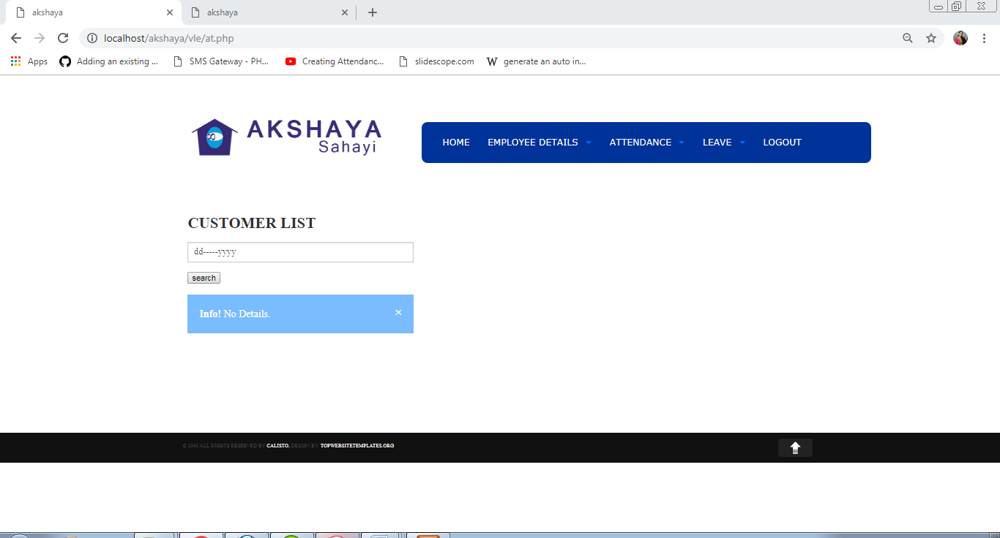 akshaya
akshaya
localhost/akshaya/vle/at.php
Apps
Adding an existing ...
SMS Gateway - PH...
Creating Attendanc...
slidescope.com
W generate an auto in...
AKSHAYA
Sahayi
HOME EMPLOYEE DETAILS ATTENDANCE LEAVE LOGOUT
CUSTOMER LIST
dd-----yyyy
search
Info! No Details. ×
© 2045 ALL RIGHTS RESERVED BY CALISTO. DESIGN BY: TOPWEBSITETEMPLATES.ORG